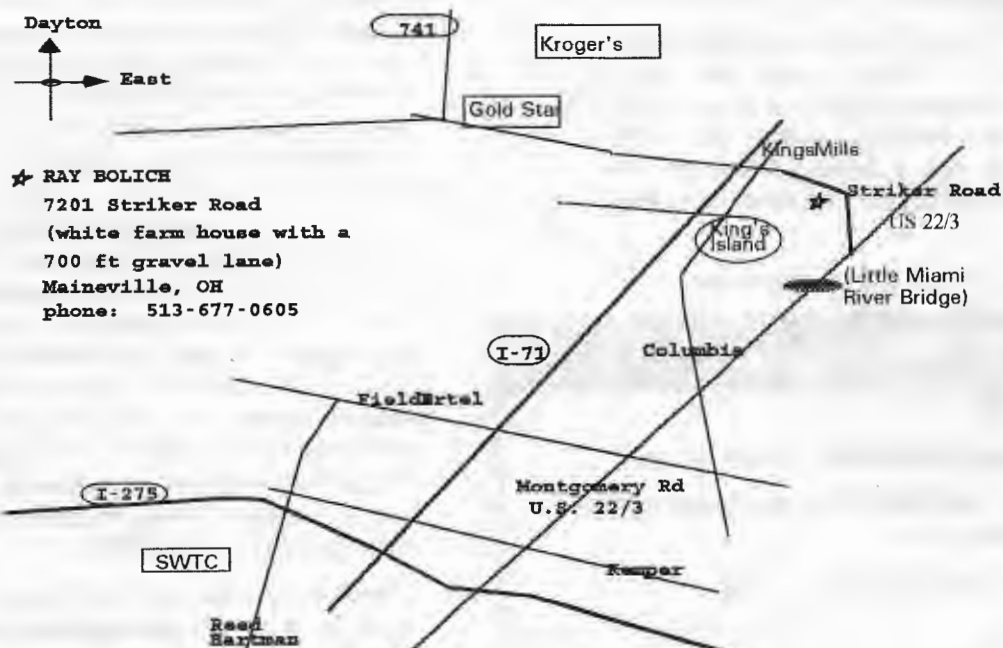 Dayton
741
Kroger's
East
Gold Star
KingsMills
RAY BOLICH
Striker Road
7201 Striker Road
US 22/3
(white farm house with a
King's
Island
700 ft gravel lane)
Maineville, OH
(Little Miami
River Bridge)
phone: 513-677-0605
I-71
Columbia
FieldErtel
I-275
Montgomery Rd
U.S. 22/3
SWTC
Kemper
Reed
Hartman